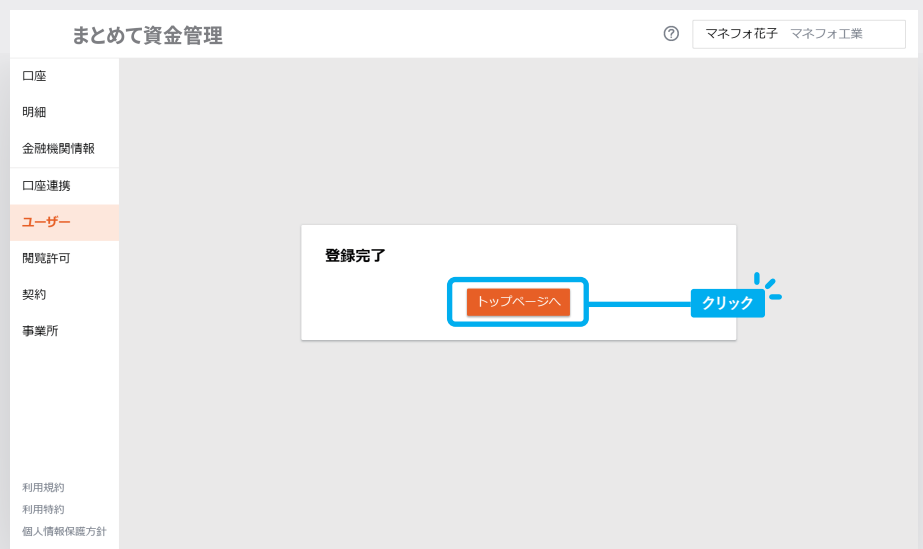 まとめて資金管理
マネフォ花子 マネフォ工業
口座
明細
金融機関情報
口座連携
ユーザー
閲覧許可
契約
事業所
登録完了
トップページへ
クリック
利用規約
利用特約
個人情報保護方針